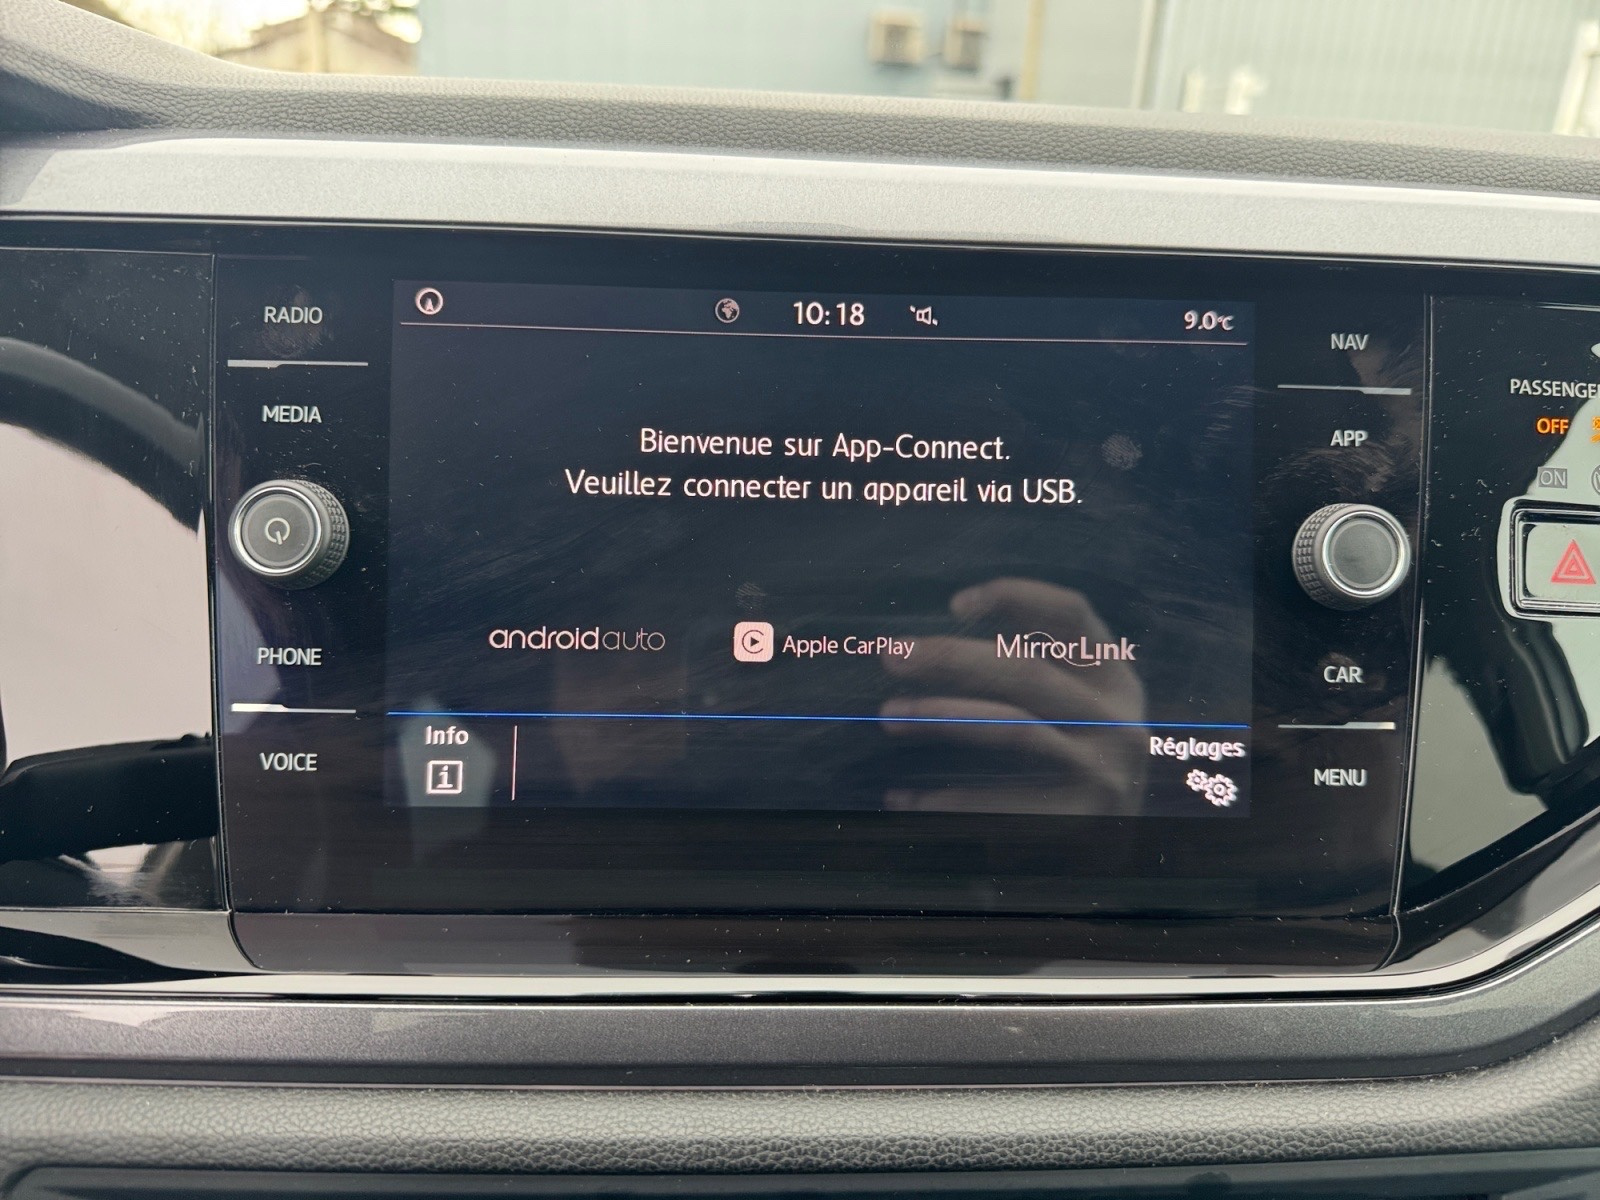 RADIO
MEDIA
PHONE
VOICE
10:18
9.0°C
Bienvenue sur App-Connect.
Veuillez connecter un appareil via USB.
androidauto
Apple CarPlay
MirrorLink
Info
i
Réglages
NAV
APP
CAR
MENU
OFF
ON